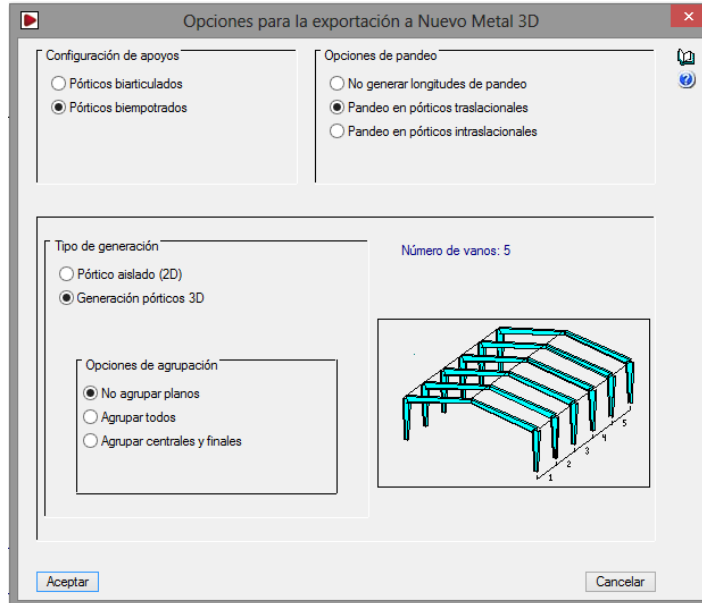 Opciones para la exportación a Nuevo Metal 3D
Configuración de apoyos
Pórticos biarticulados
Pórticos biempotrados
Opciones de pandeo
No generar longitudes de pandeo
Pandeo en pórticos traslacionales
Pandeo en pórticos intraslacionales
Tipo de generación
Pórtico aislado (2D)
Generación pórticos 3D
Opciones de agrupación
No agrupar planos
Agrupar todos
Agrupar centrales y finales
Número de vanos: 5
1 2 3 4 5
Aceptar
Cancelar